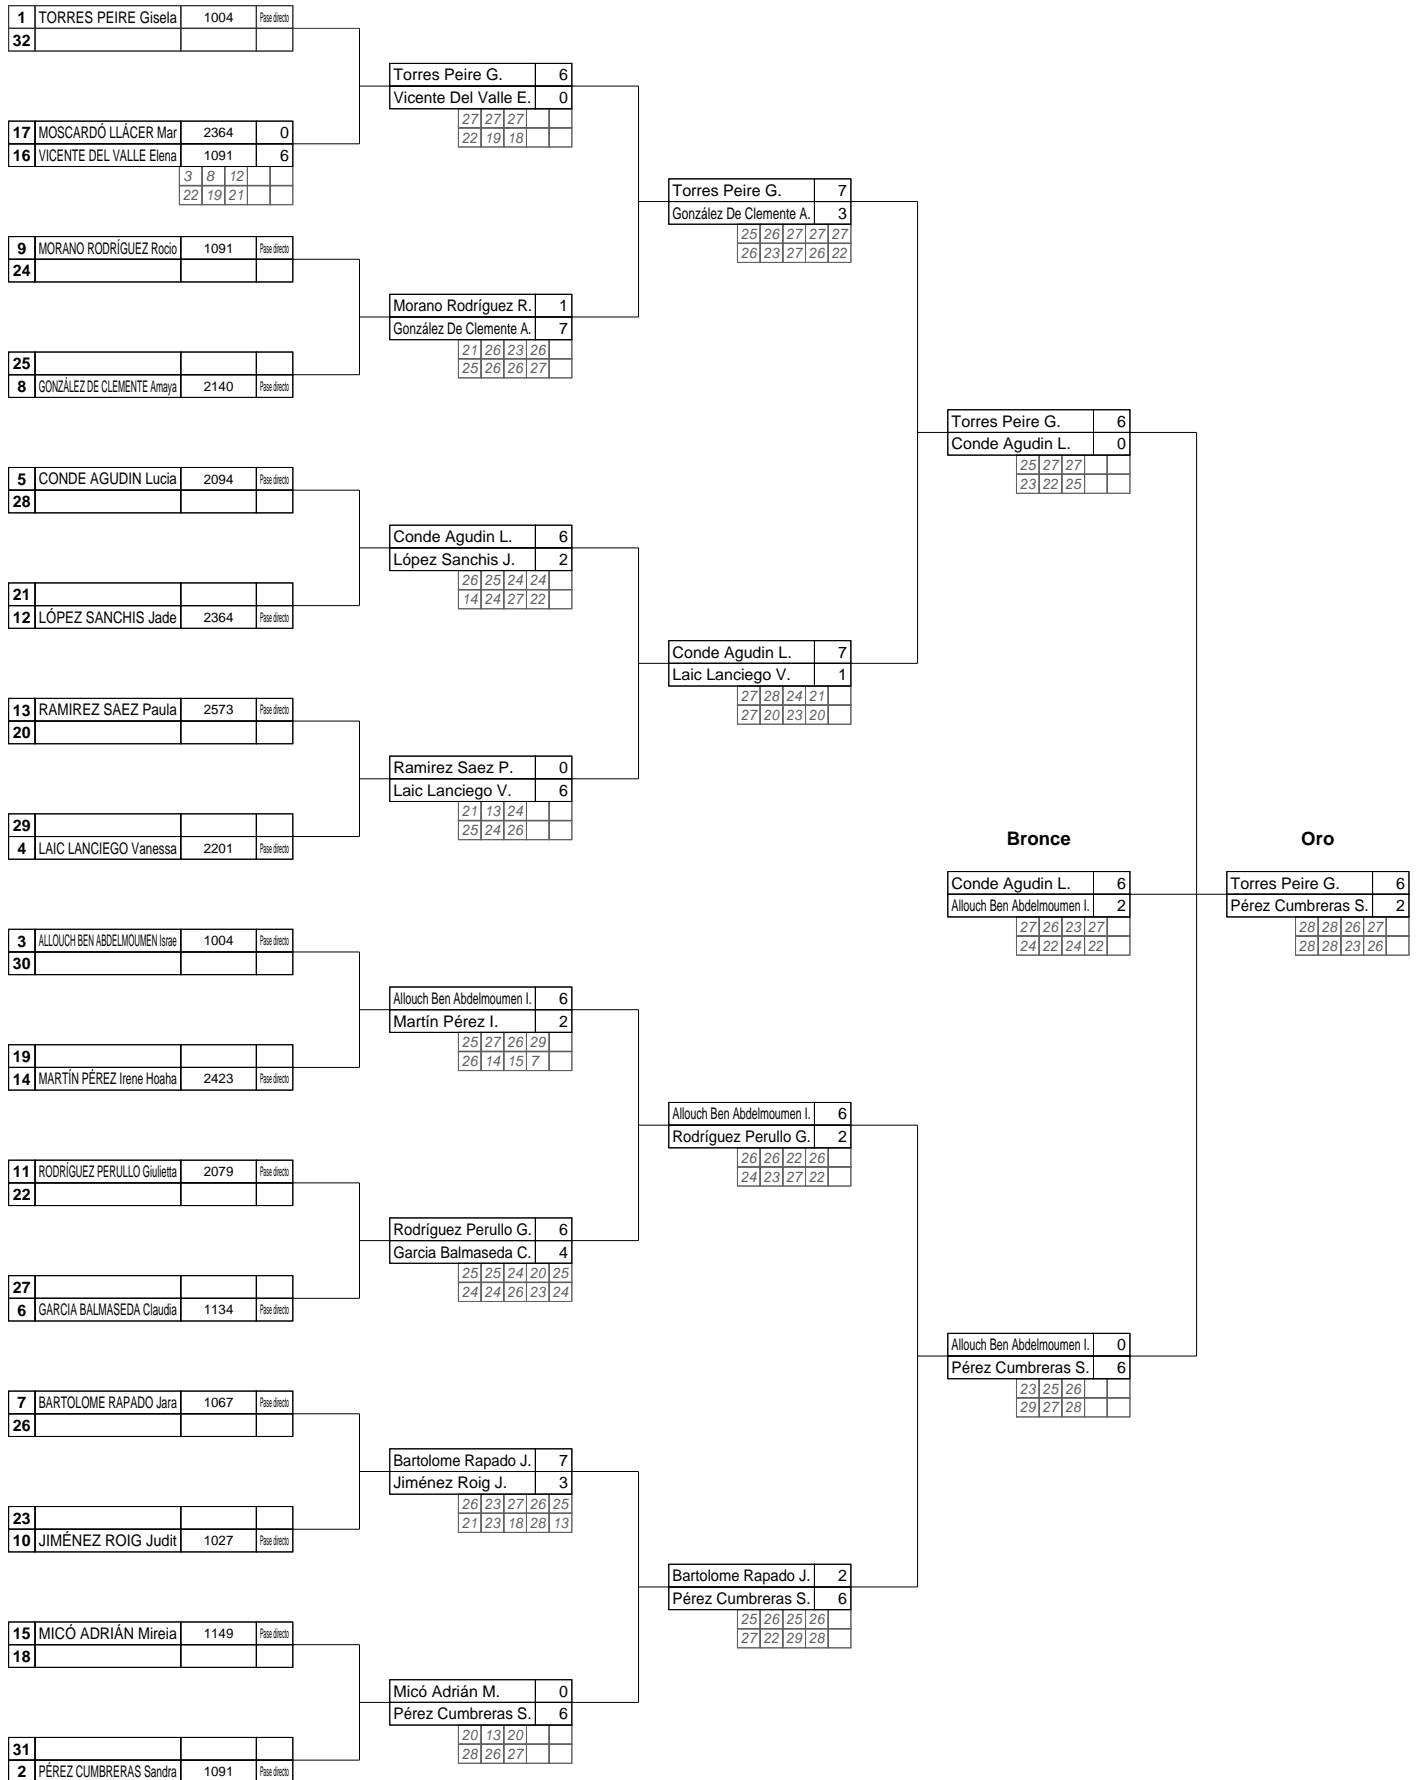 1 TORRES PEIRE Gisela 1004 Pase directo
32
Torres Peire G. 6
Vicente Del Valle E. 0
27 27 27
22 19 18
17 MOSCARDÓ LLÁCER Mar 2364 0
16 VICENTE DEL VALLE Elena 1091 6
3 8 12
22 19 21
Torres Peire G. 7
González De Clemente A. 3
25 26 27 27 27
26 23 27 26 22
9 MORANO RODRÍGUEZ Rocio 1091 Pase directo
24
Morano Rodríguez R. 1
González De Clemente A. 7
21 26 23 26
25 26 26 27
25
8 GONZÁLEZ DE CLEMENTE Amaya 2140 Pase directo
Torres Peire G. 6
Conde Agudin L. 0
25 27 27
23 22 25
5 CONDE AGUDIN Lucia 2094 Pase directo
28
Conde Agudin L. 6
López Sanchis J. 2
26 25 24 24
14 24 27 22
21
12 LÓPEZ SANCHIS Jade 2364 Pase directo
Conde Agudin L. 7
Laic Lanciego V. 1
27 28 24 21
27 20 23 20
13 RAMIREZ SAEZ Paula 2573 Pase directo
20
Ramirez Saez P. 0
Laic Lanciego V. 6
21 13 24
25 24 26
29
4 LAIC LANCIEGO Vanessa 2201 Pase directo
Bronce Oro
Conde Agudin L. 6
Allouch Ben Abdelmoumen I. 2
27 26 23 27
24 22 24 22
Torres Peire G. 6
Pérez Cumbreras S. 2
28 28 26 27
28 28 23 26
3 ALLOUCH BEN ABDELMOUMEN Israe 1004 Pase directo
30
Allouch Ben Abdelmoumen I. 6
Martín Pérez I. 2
25 27 26 29
26 14 15 7
19
14 MARTÍN PÉREZ Irene Hoaha 2423 Pase directo
Allouch Ben Abdelmoumen I. 6
Rodríguez Perullo G. 2
26 26 22 26
24 23 27 22
11 RODRÍGUEZ PERULLO Giulietta 2079 Pase directo
22
Rodríguez Perullo G. 6
Garcia Balmaseda C. 4
25 25 24 20 25
24 24 26 23 24
27
6 GARCIA BALMASEDA Claudia 1134 Pase directo
Allouch Ben Abdelmoumen I. 0
Pérez Cumbreras S. 6
23 25 26
29 27 28
7 BARTOLOME RAPADO Jara 1067 Pase directo
26
Bartolome Rapado J. 7
Jiménez Roig J. 3
26 23 27 26 25
21 23 18 28 13
23
10 JIMÉNEZ ROIG Judit 1027 Pase directo
Bartolome Rapado J. 2
Pérez Cumbreras S. 6
25 26 25 26
27 22 29 28
15 MICÓ ADRIÁN Mireia 1149 Pase directo
18
Micó Adrián M. 0
Pérez Cumbreras S. 6
20 13 20
28 26 27
31
2 PÉREZ CUMBRERAS Sandra 1091 Pase directo